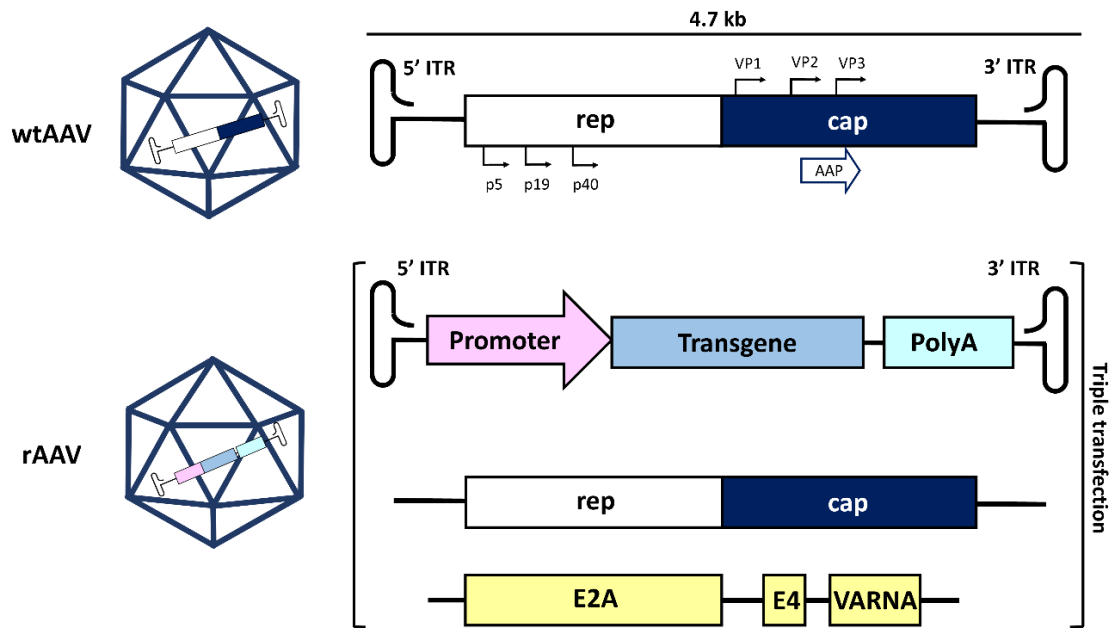 4.7 kb
wtAAV
5’ ITR
VP1
VP2
VP3
3’ ITR
rep
cap
p5
p19
p40
AAP
rAAV
5’ ITR
3’ ITR
Promoter
Transgene
PolyA
rep
cap
E2A
E4
VARNA
Triple transfection